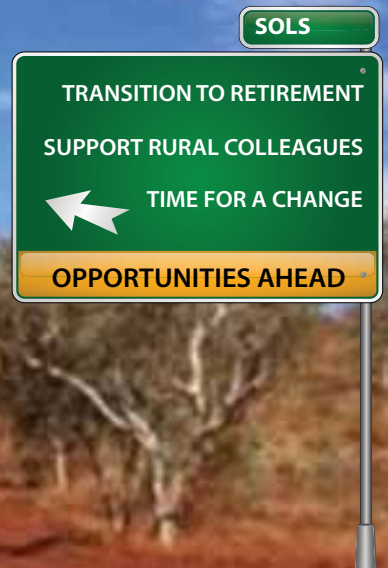 SOLS
TRANSITION TO RETIREMENT
SUPPORT RURAL COLLEAGUES
TIME FOR A CHANGE
OPPORTUNITIES AHEAD